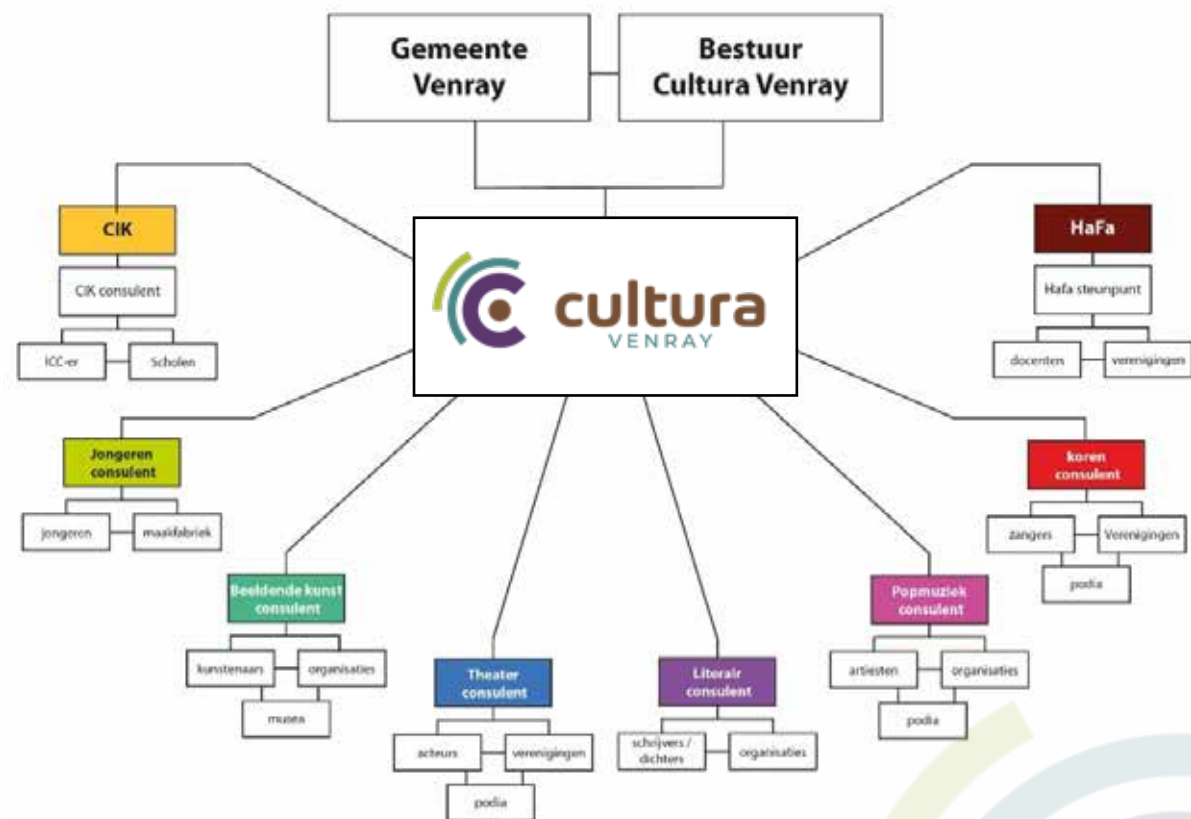 Gemeente
Venray
Bestuur
Cultura Venray
CIK
CIK consulent
ICC-er
Scholen
cultura
VENRAY
HaFa
Hafa steunpunt
docenten
verenigingen
Jongeren
consulent
jongeren
maakfabriek
koren
consulent
zangers
Verenigingen
podia
Beeldende kunst
consulent
kunstenaars
organisaties
musea
Theater
consulent
acteurs
verenigingen
podia
Literair
consulent
schrijvers /
dichters
organisaties
Popmuziek
consulent
artiesten
organisaties
podia